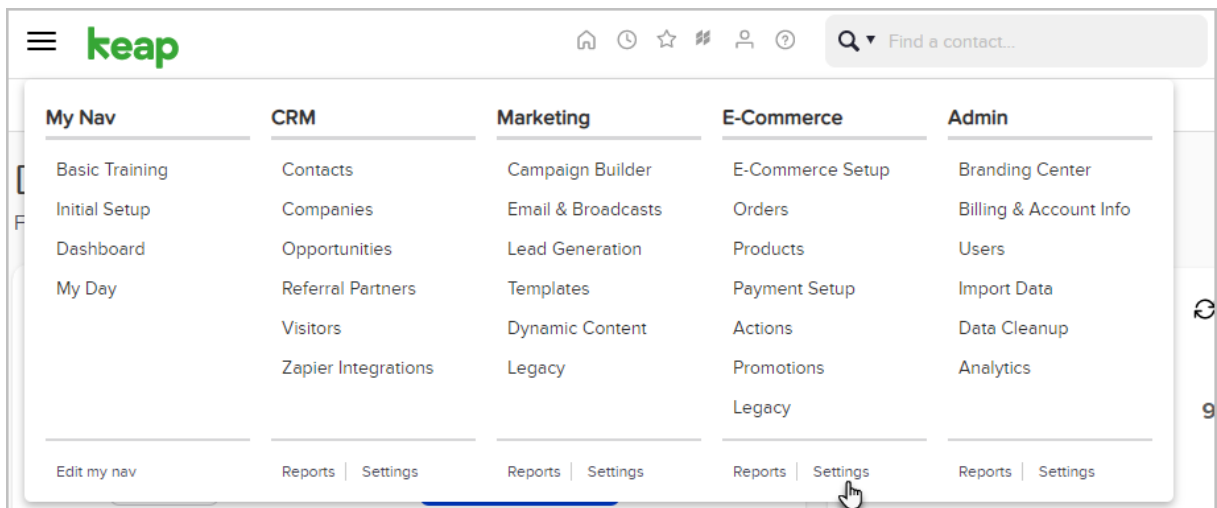 keap
Find a contact...
My Nav
Basic Training
Initial Setup
Dashboard
My Day
Edit my nav
CRM
Contacts
Companies
Opportunities
Referral Partners
Visitors
Zapier Integrations
Reports Settings
Marketing
Campaign Builder
Email & Broadcasts
Lead Generation
Templates
Dynamic Content
Legacy
Reports Settings
E-Commerce
E-Commerce Setup
Orders
Products
Payment Setup
Actions
Promotions
Legacy
Reports Settings
Admin
Branding Center
Billing & Account Info
Users
Import Data
Data Cleanup
Analytics
Reports Settings
9